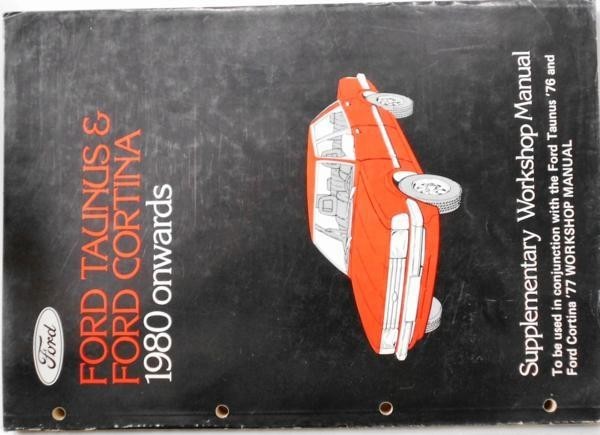 Ford
FORD TAUNUS &
FORD CORTINA
1980 onwards
Supplementary Workshop Manual
To be used in conjunction with the Ford Taunus '76 and
Ford Cortina '77 WORKSHOP MANUAL